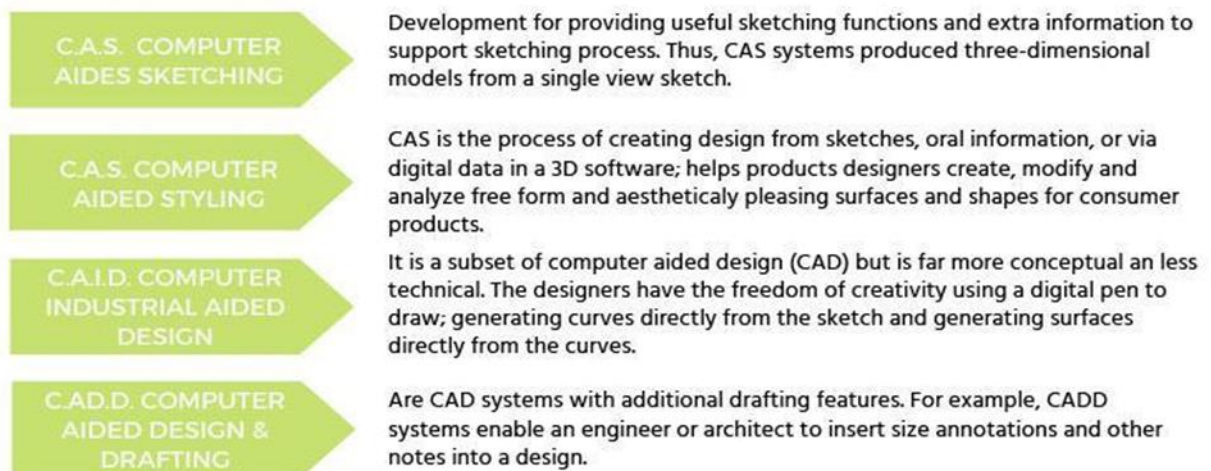 C.A.S. COMPUTER
AIDES SKETCHING
Development for providing useful sketching functions and extra information to
support sketching process. Thus, CAS systems produced three-dimensional
models from a single view sketch.
C.A.S. COMPUTER
AIDED STYLING
CAS is the process of creating design from sketches, oral information, or via
digital data in a 3D software; helps products designers create, modify and
analyze free form and aestheticaly pleasing surfaces and shapes for consumer
products.
C.A.I.D. COMPUTER
INDUSTRIAL AIDED
DESIGN
It is a subset of computer aided design (CAD) but is far more conceptual an less
technical. The designers have the freedom of creativity using a digital pen to
draw; generating curves directly from the sketch and generating surfaces
directly from the curves.
C.AD.D. COMPUTER
AIDED DESIGN &
DRAFTING
Are CAD systems with additional drafting features. For example, CADD
systems enable an engineer or architect to insert size annotations and other
notes into a design.